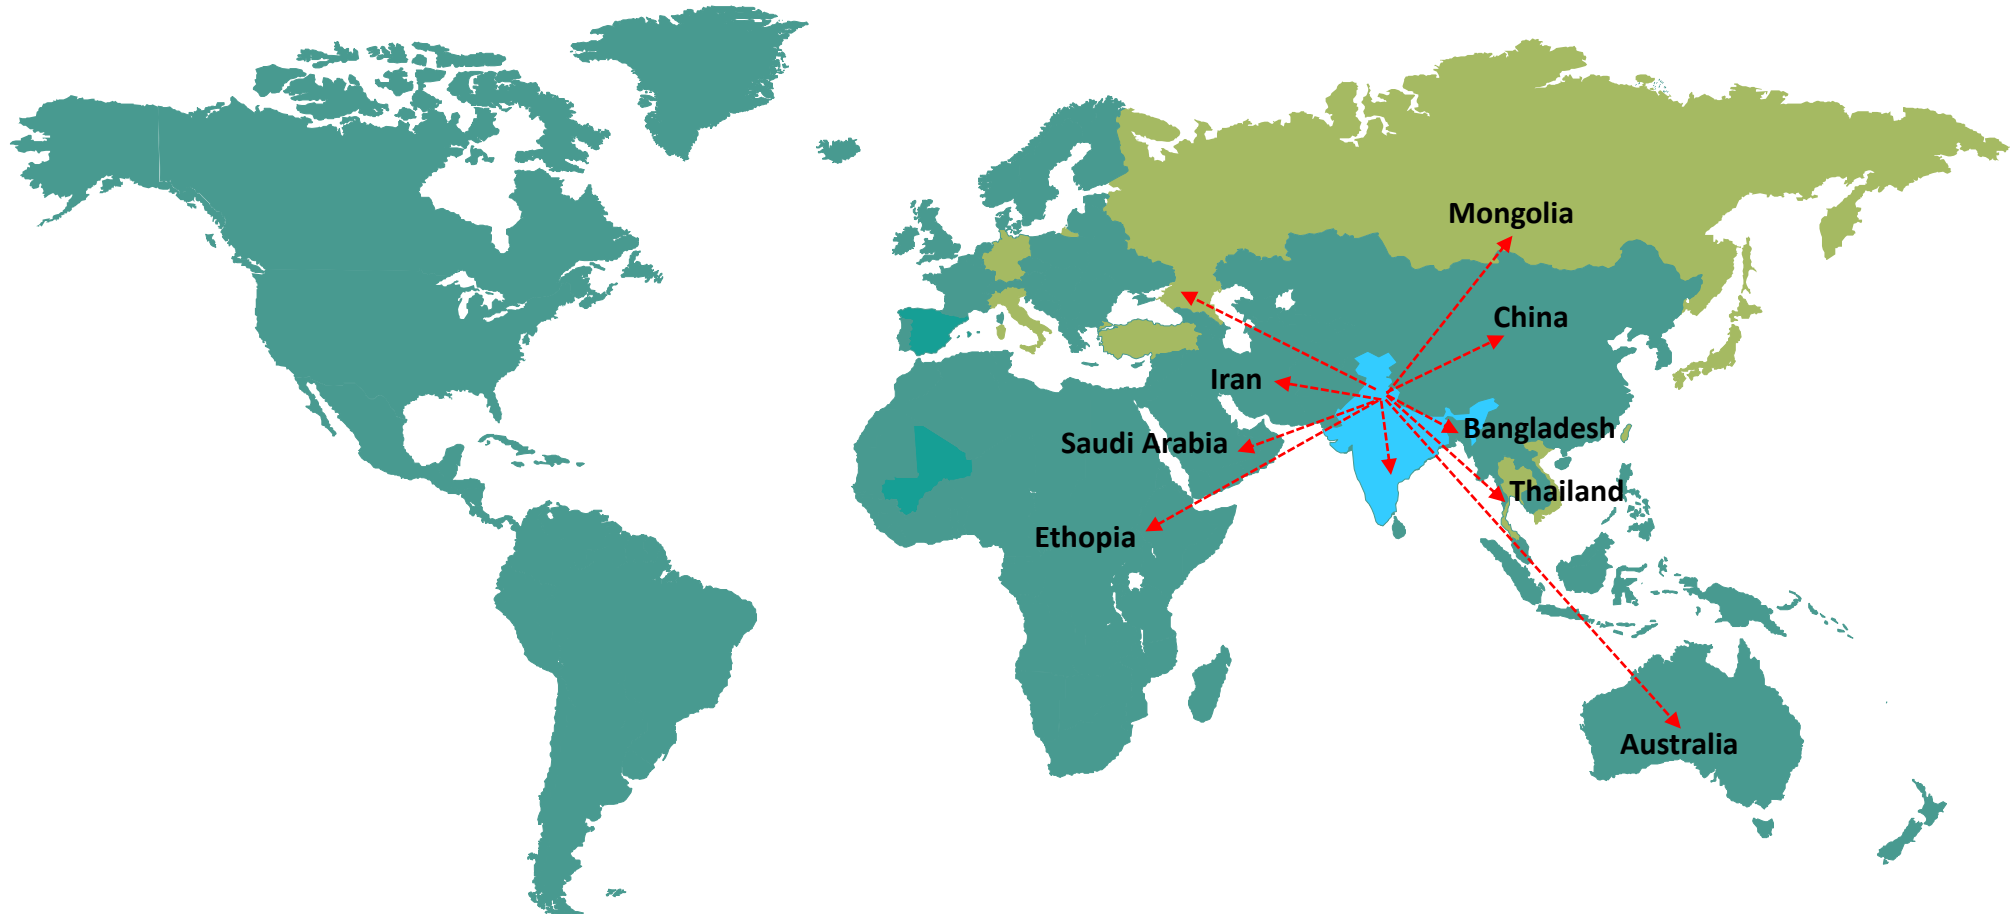 Mongolia
China
Iran
Bangladesh
Saudi Arabia
Thailand
Ethopia
Australia